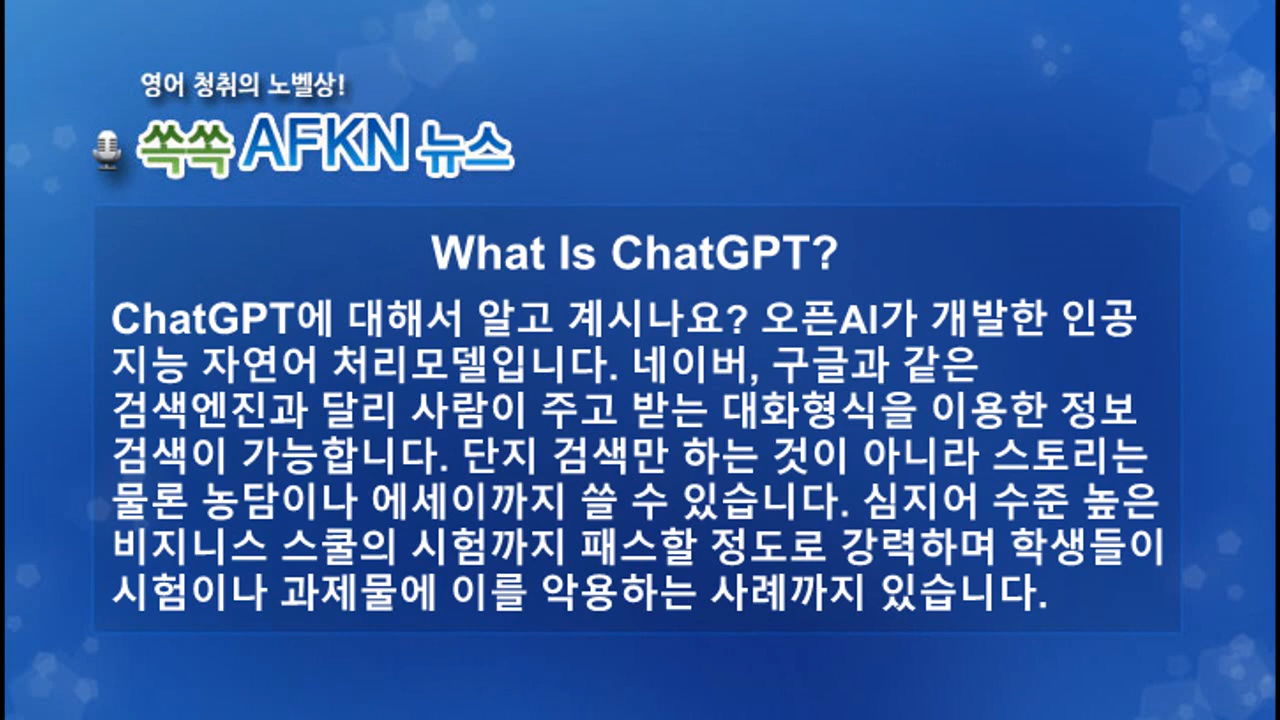 영어 청취의 노벨상!
쏙쏙 AFKN 뉴스
What Is ChatGPT?
ChatGPT에 대해서 알고 계시나요? 오픈AI가 개발한 인공
지능 자연어 처리모델입니다. 네이버, 구글과 같은
검색엔진과 달리 사람이 주고 받는 대화형식을 이용한 정보
검색이 가능합니다. 단지 검색만 하는 것이 아니라 스토리는
물론 농담이나 에세이까지 쓸 수 있습니다. 심지어 수준 높은
비지니스 스쿨의 시험까지 패스할 정도로 강력하며 학생들이
시험이나 과제물에 이를 악용하는 사례까지 있습니다.